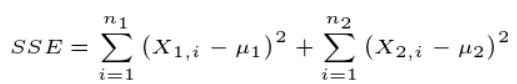 SSE = \sum_{i=1}^{n_1} (X_{1,i} - \mu_1)^2 + \sum_{i=1}^{n_2} (X_{2,i} - \mu_2)^2